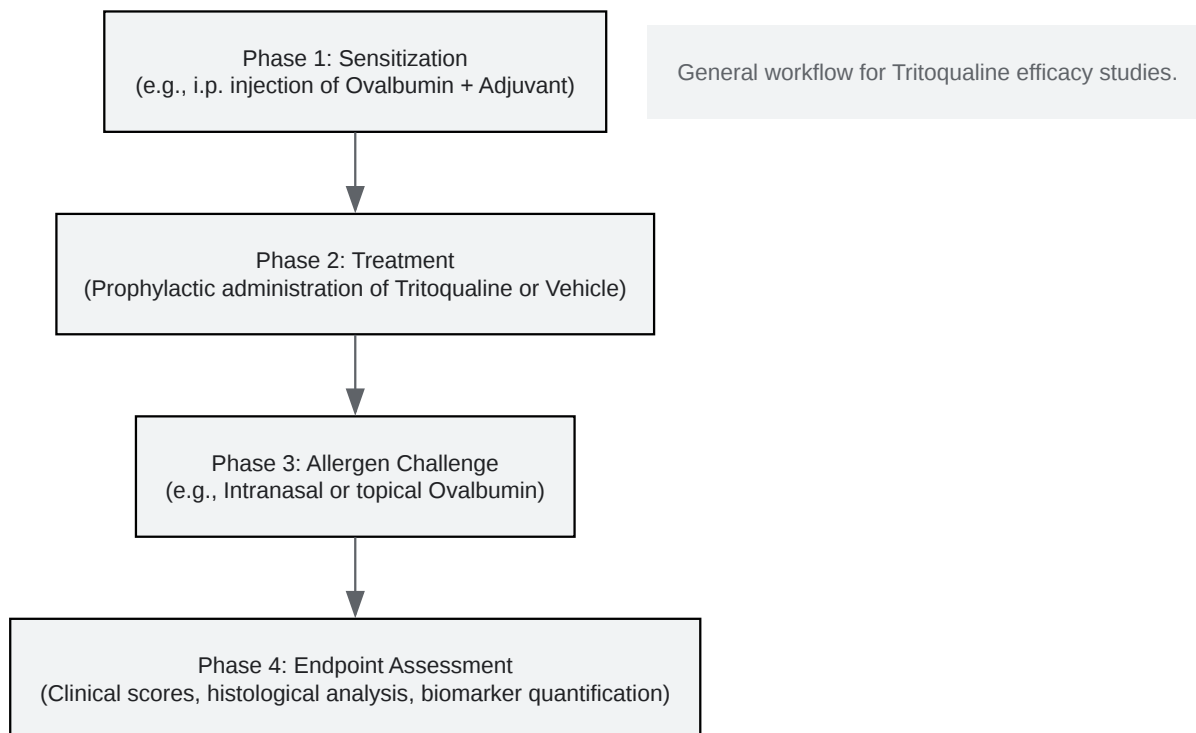 Phase 1: Sensitization
(e.g., i.p. injection of Ovalbumin + Adjuvant)
General workflow for Tritoqualine efficacy studies.
Phase 2: Treatment
(Prophylactic administration of Tritoqualine or Vehicle)
Phase 3: Allergen Challenge
(e.g., Intranasal or topical Ovalbumin)
Phase 4: Endpoint Assessment
(Clinical scores, histological analysis, biomarker quantification)